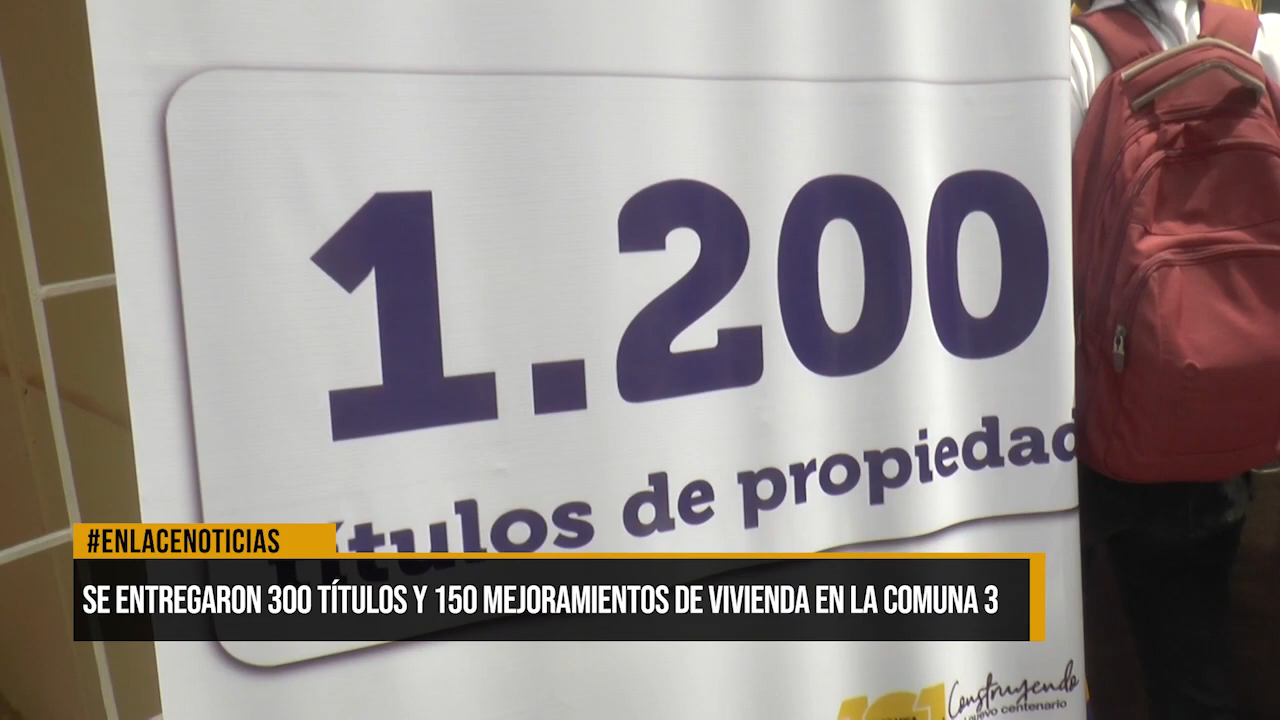 1.200
títulos de propiedad
#ENLACENOTICIAS
SE ENTREGARON 300 TÍTULOS Y 150 MEJORAMIENTOS DE VIVIENDA EN LA COMUNA 3
101 Construyendo
nuevo centenario